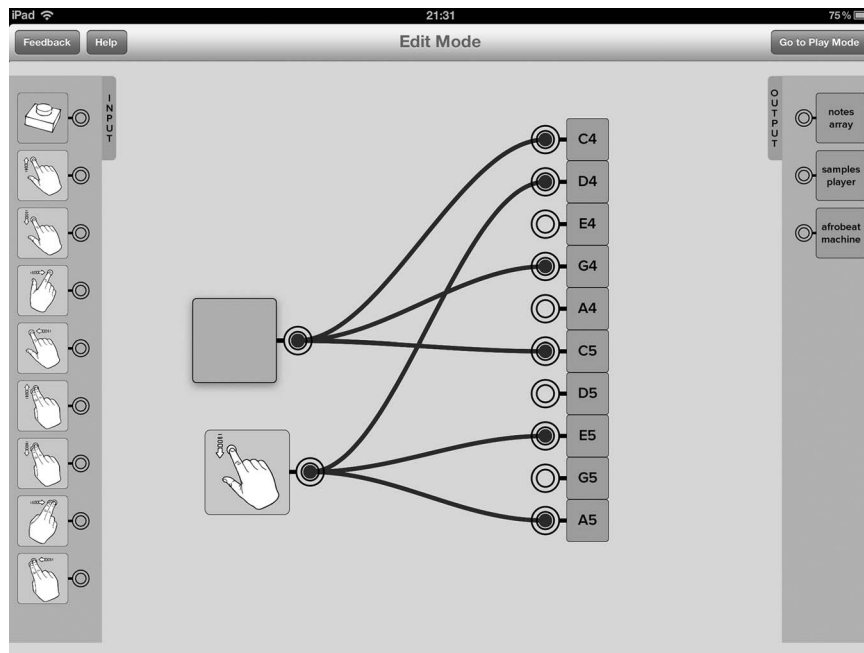 iPad 21:31 75 %
Feedback Help Edit Mode Go to Play Mode
INPUT
OUTPUT
notes
array
samples
player
afrobeat
machine
C4
D4
E4
G4
A4
C5
D5
E5
G5
A5